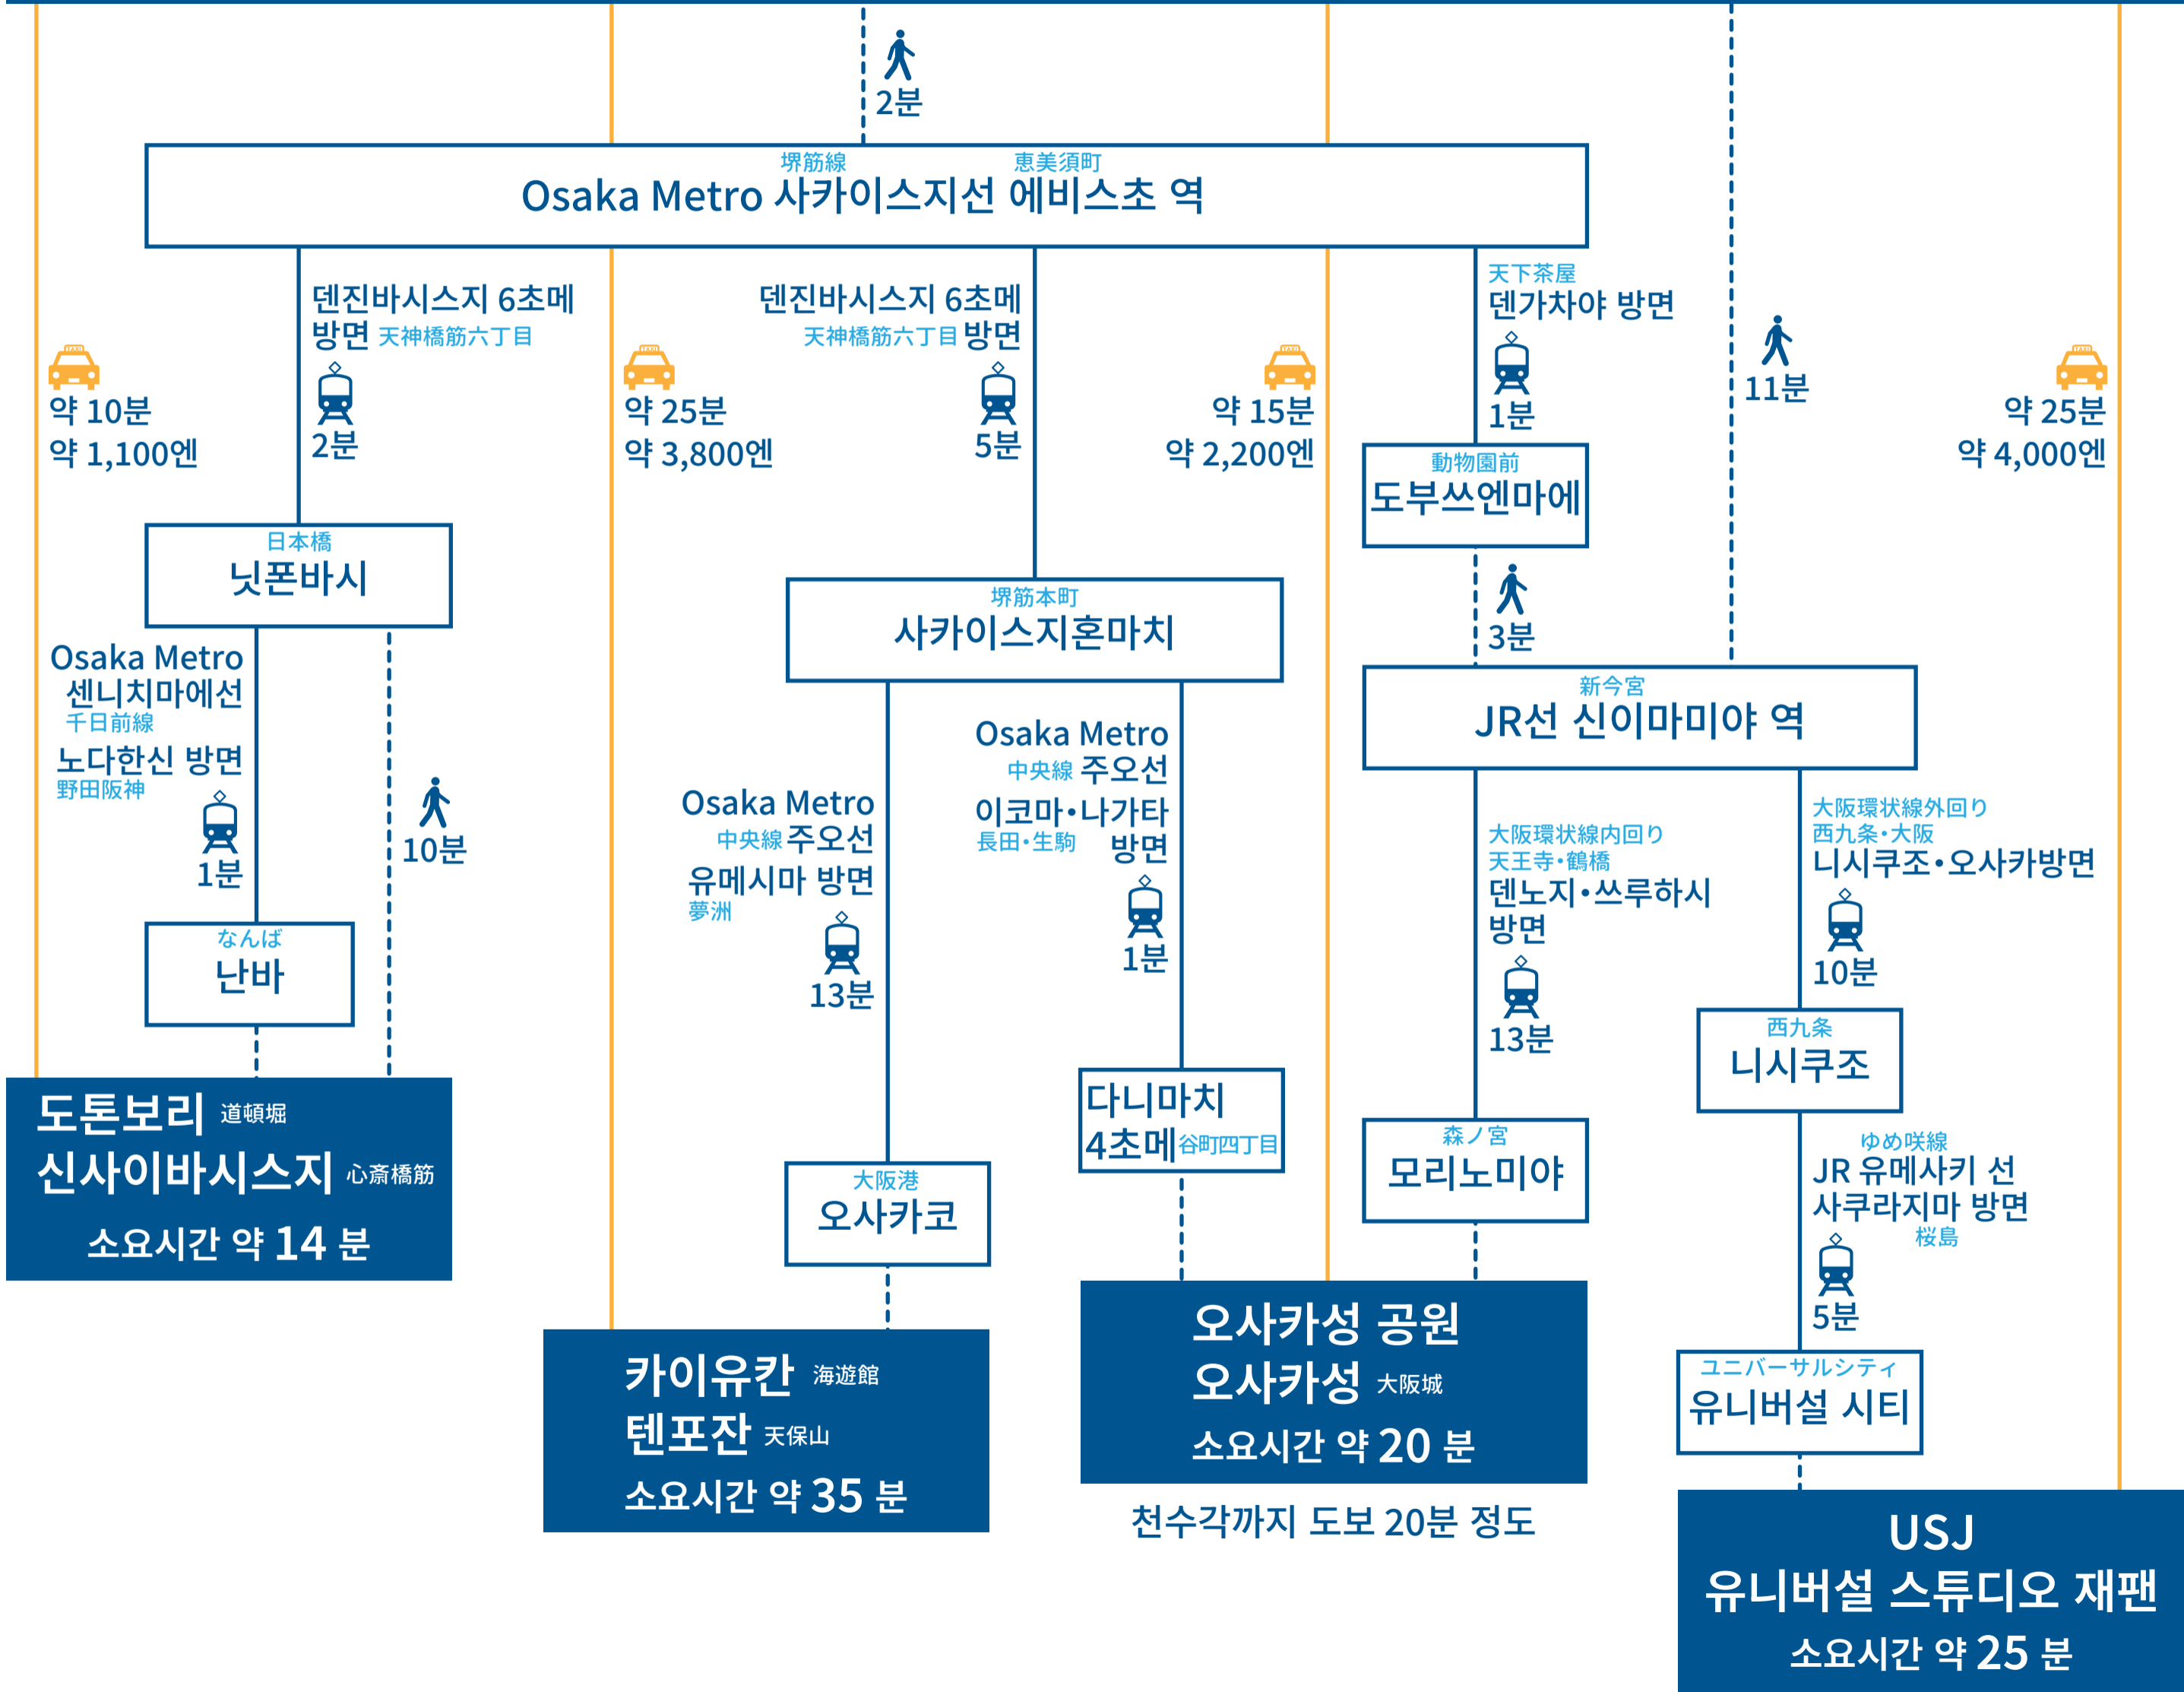 2분
堺筋線 恵美須町
Osaka Metro 사카이스지선 에비스초 역
약 10분
약 1,100엔
덴진바시스지 6초메
방면 天神橋筋六丁目
2분
약 25분
약 3,800엔
덴진바시스지 6초메
天神橋筋六丁目 방면
5분
약 15분
약 2,200엔
天下茶屋
덴가차야 방면
1분
11분
약 25분
약 4,000엔
動物園前
도부쓰엔마에
3분
日本橋
닛폰바시
堺筋本町
사카이스지혼마치
新今宮
JR선 신이마미야 역
Osaka Metro
센니치마에선
千日前線
노다한신 방면
野田阪神
1분
10분
Osaka Metro
中央線 주오선
유메시마 방면
夢洲
13분
Osaka Metro
中央線 주오선
이코마・나가타
長田・生駒 방면
1분
大阪環状線内回り
天王寺・鶴橋
덴노지・쓰루하시
방면
13분
大阪環状線外回り
西九条・大阪
니시쿠조・오사카방면
10분
なんば
난바
西九条
니시쿠조
도톤보리 道頓堀
신사이바시스지 心斎橋筋
소요시간 약 14 분
大阪港
오사카코
다니마치
4초메 谷町四丁目
森ノ宮
모리노미야
ゆめ咲線
JR 유메사키 선
사쿠라지마 방면
桜島
5분
카이유칸 海遊館
텐포잔 天保山
소요시간 약 35 분
오사카성 공원
오사카성 大阪城
소요시간 약 20 분
천수각까지 도보 20분 정도
ユニバーサルシティ
유니버설 시티
USJ
유니버설 스튜디오 재팬
소요시간 약 25 분